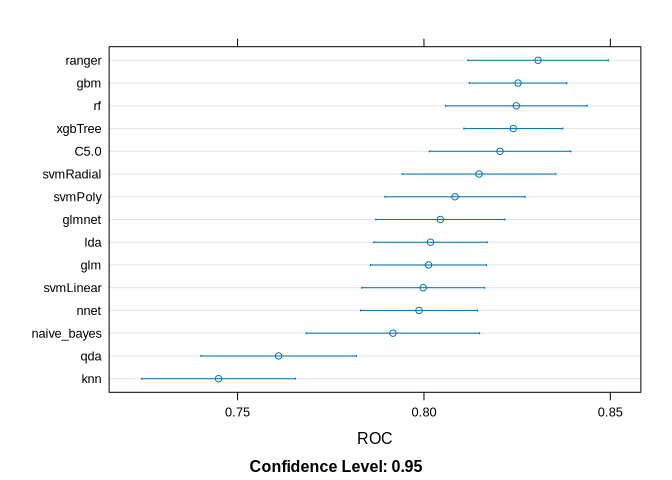 ranger
gbm
rf
xgbTree
C5.0
svmRadial
svmPoly
glmnet
lda
glm
svmLinear
nnet
naive_bayes
qda
knn
0.75 0.80 0.85
ROC
Confidence Level: 0.95